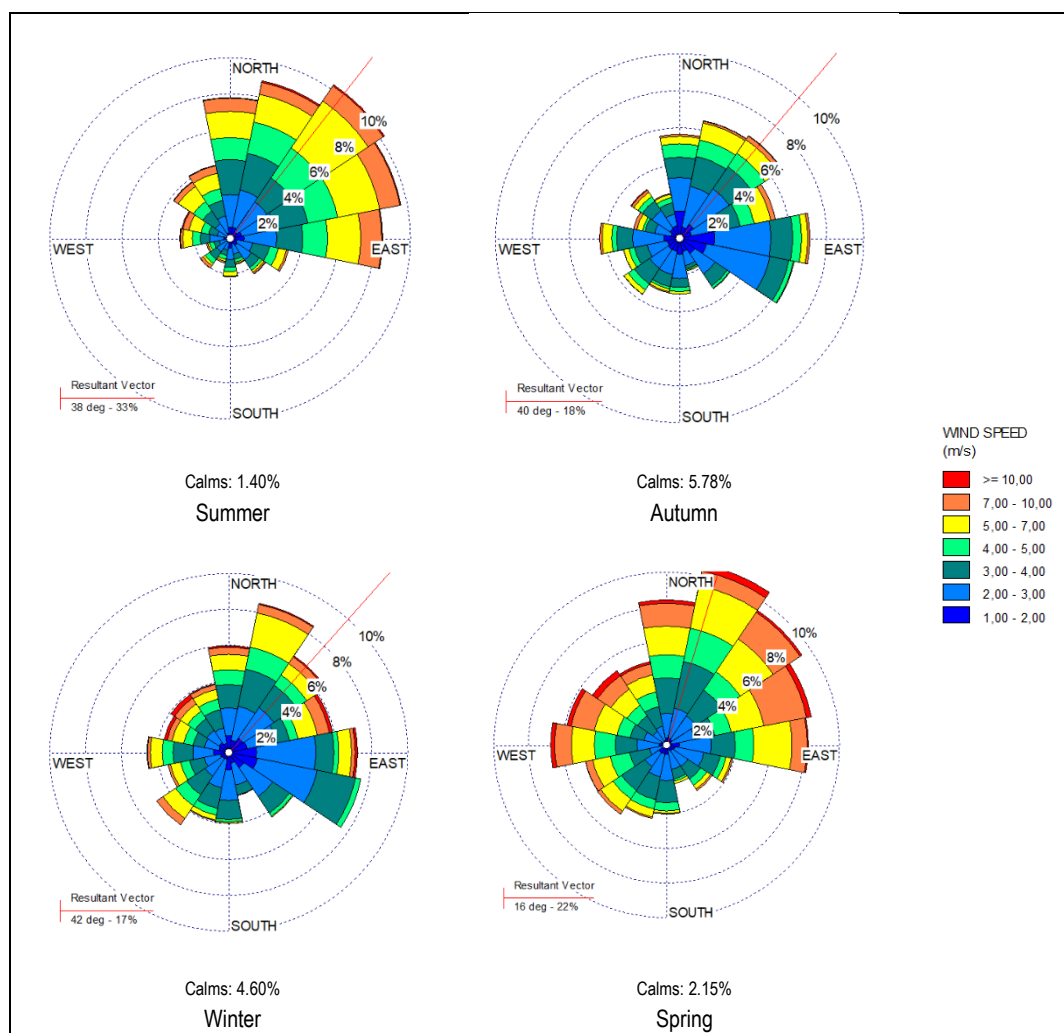 NORTH
10%
8%
6%
4%
2%
WEST
EAST
SOUTH
Resultant Vector
38 deg - 33%
Calms: 1.40%
Summer
NORTH
10%
8%
6%
4%
2%
WEST
EAST
SOUTH
Resultant Vector
40 deg - 18%
Calms: 5.78%
Autumn
WIND SPEED
(m/s)
>= 10,00
7,00 - 10,00
5,00 - 7,00
4,00 - 5,00
3,00 - 4,00
2,00 - 3,00
1,00 - 2,00
NORTH
10%
8%
6%
4%
2%
WEST
EAST
SOUTH
Resultant Vector
42 deg - 17%
Calms: 4.60%
Winter
NORTH
10%
8%
6%
4%
2%
WEST
EAST
SOUTH
Resultant Vector
16 deg - 22%
Calms: 2.15%
Spring